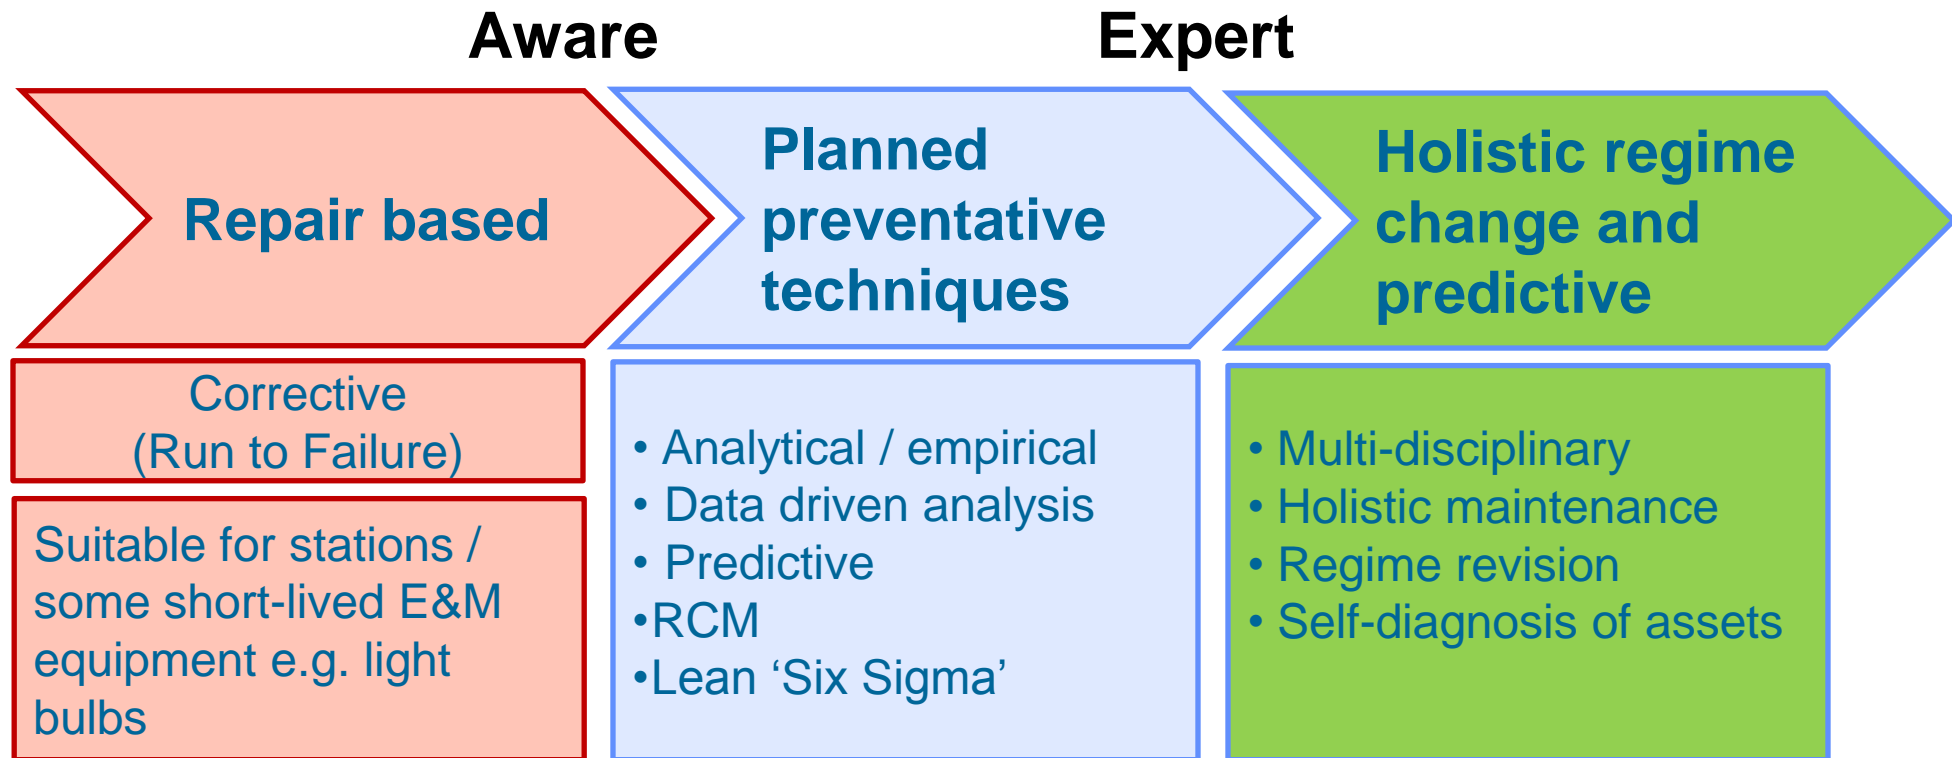 Aware
Expert
Repair based
Planned
preventative
techniques
Holistic regime
change and
predictive
Corrective
(Run to Failure)
Suitable for stations /
some short-lived E&M
equipment e.g. light
bulbs
• Analytical / empirical
• Data driven analysis
• Predictive
•RCM
•Lean ‘Six Sigma’
• Multi-disciplinary
• Holistic maintenance
• Regime revision
• Self-diagnosis of assets